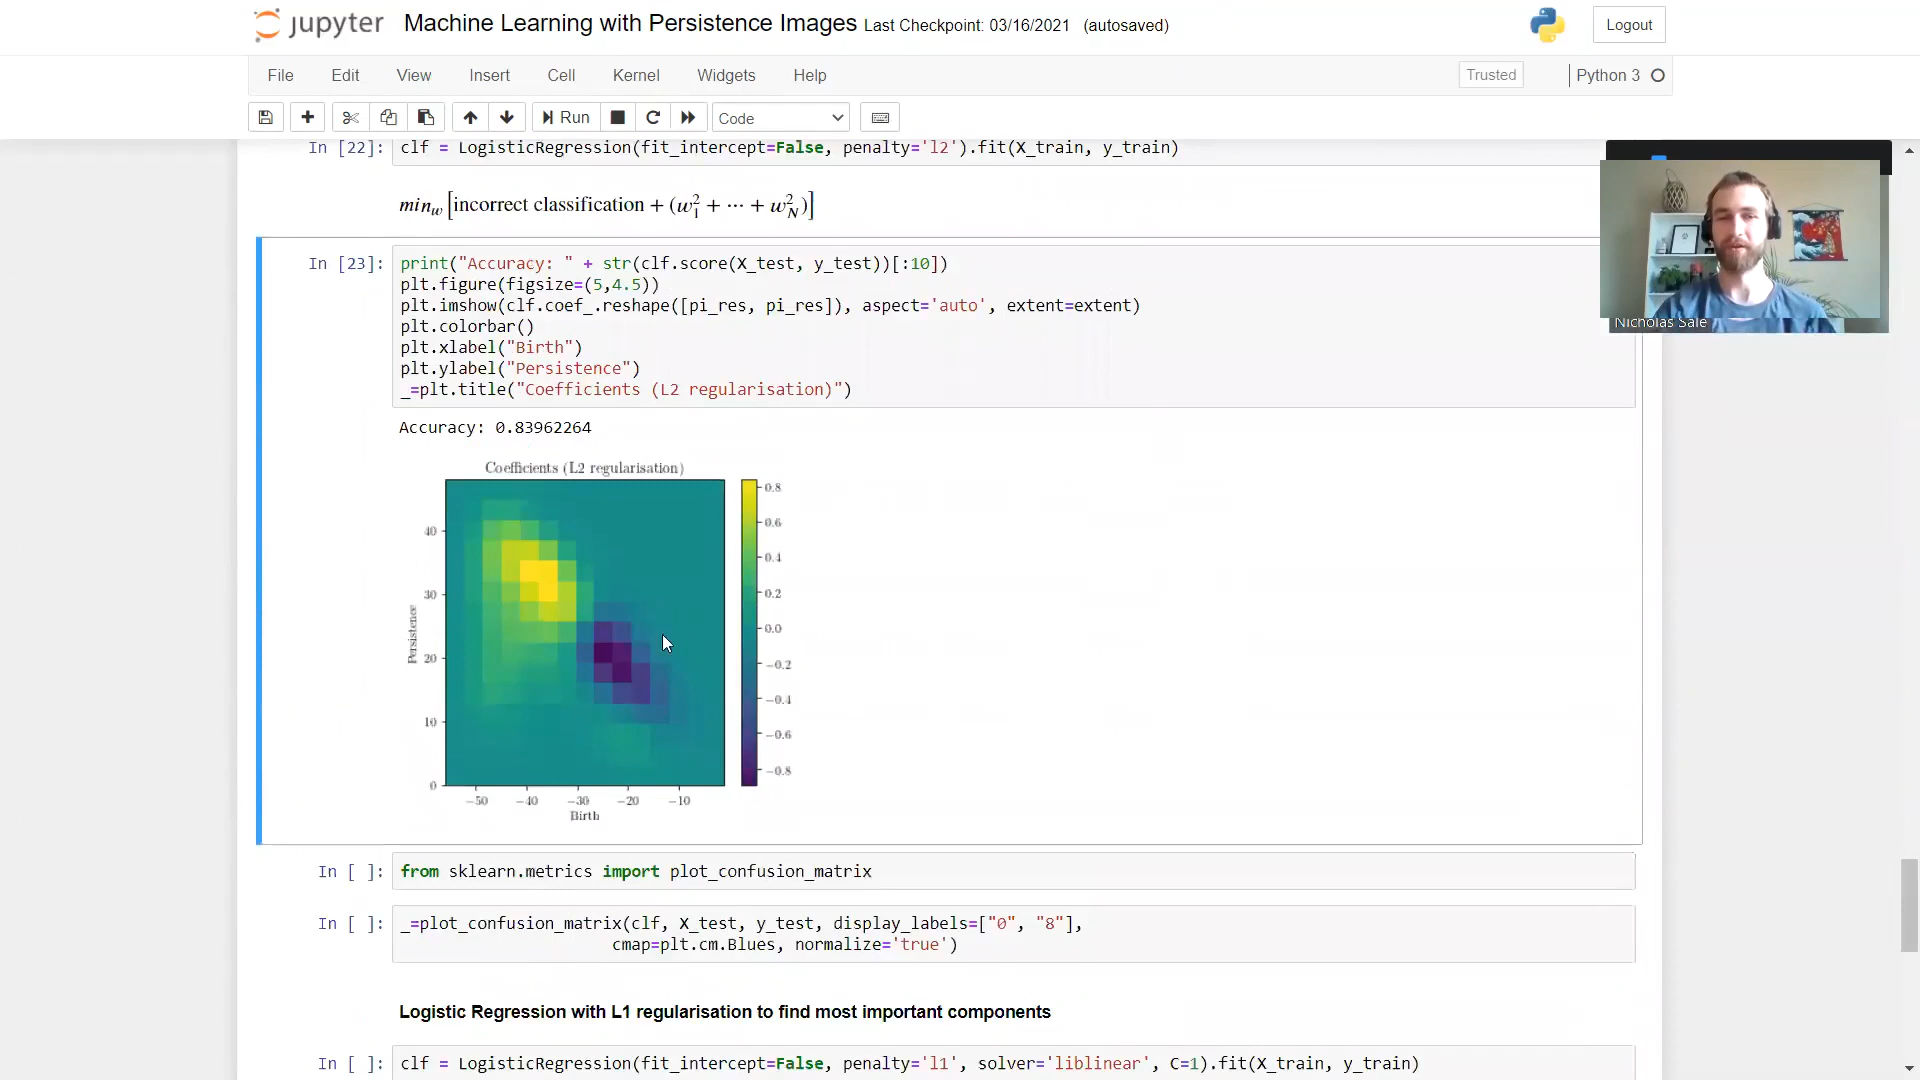 jupyter Machine Learning with Persistence Images Last Checkpoint: 03/16/2021 (autosaved) Logout
File Edit View Insert Cell Kernel Widgets Help Trusted Python 3
Run Code
In [22]: clf = LogisticRegression(fit_intercept=False, penalty='l2').fit(X_train, y_train)
min_w [incorrect classification + (w_1^2 + ⋯ + w_N^2)]
In [23]: print("Accuracy: " + str(clf.score(X_test, y_test))[:10])
plt.figure(figsize=(5,4.5))
plt.imshow(clf.coef_.reshape([pi_res, pi_res]), aspect='auto', extent=extent)
plt.colorbar()
plt.xlabel("Birth")
plt.ylabel("Persistence")
_=plt.title("Coefficients (L2 regularisation)")
Nicholas Sale
Accuracy: 0.83962264
Coefficients (L2 regularisation)
Persistence
40
30
20
10
0
−50 −40 −30 −20 −10
Birth
0.8
0.6
0.4
0.2
0.0
−0.2
−0.4
−0.6
−0.8
In [ ]: from sklearn.metrics import plot_confusion_matrix
In [ ]: _=plot_confusion_matrix(clf, X_test, y_test, display_labels=["0", "8"],
cmap=plt.cm.Blues, normalize='true')
Logistic Regression with L1 regularisation to find most important components
In [ ]: clf = LogisticRegression(fit_intercept=False, penalty='l1', solver='liblinear', C=1).fit(X_train, y_train)